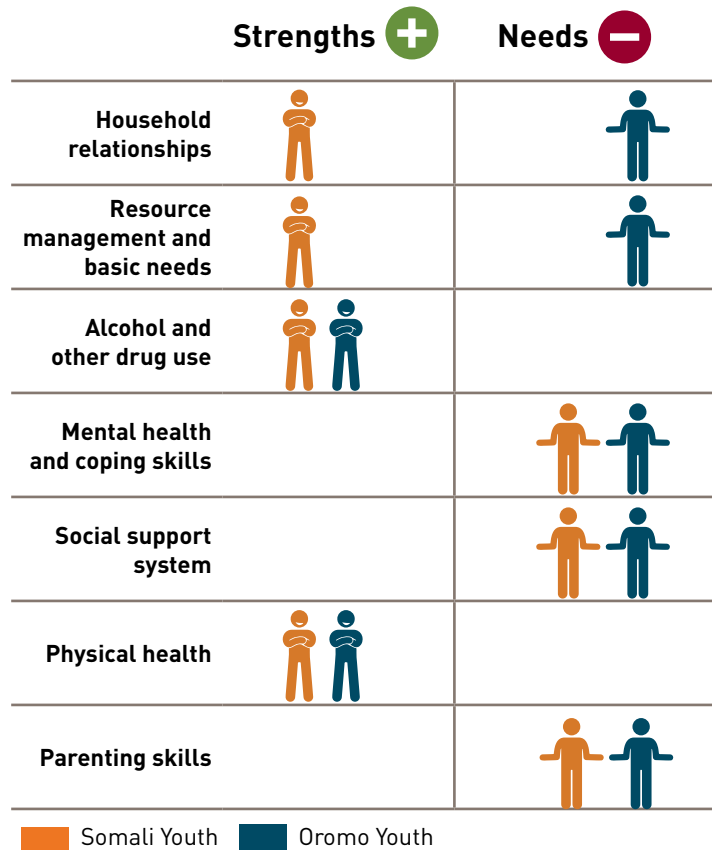 Strengths +
Needs −
Household
relationships
Resource
management and
basic needs
Alcohol and
other drug use
Mental health
and coping skills
Social support
system
Physical health
Parenting skills
Somali Youth
Oromo Youth